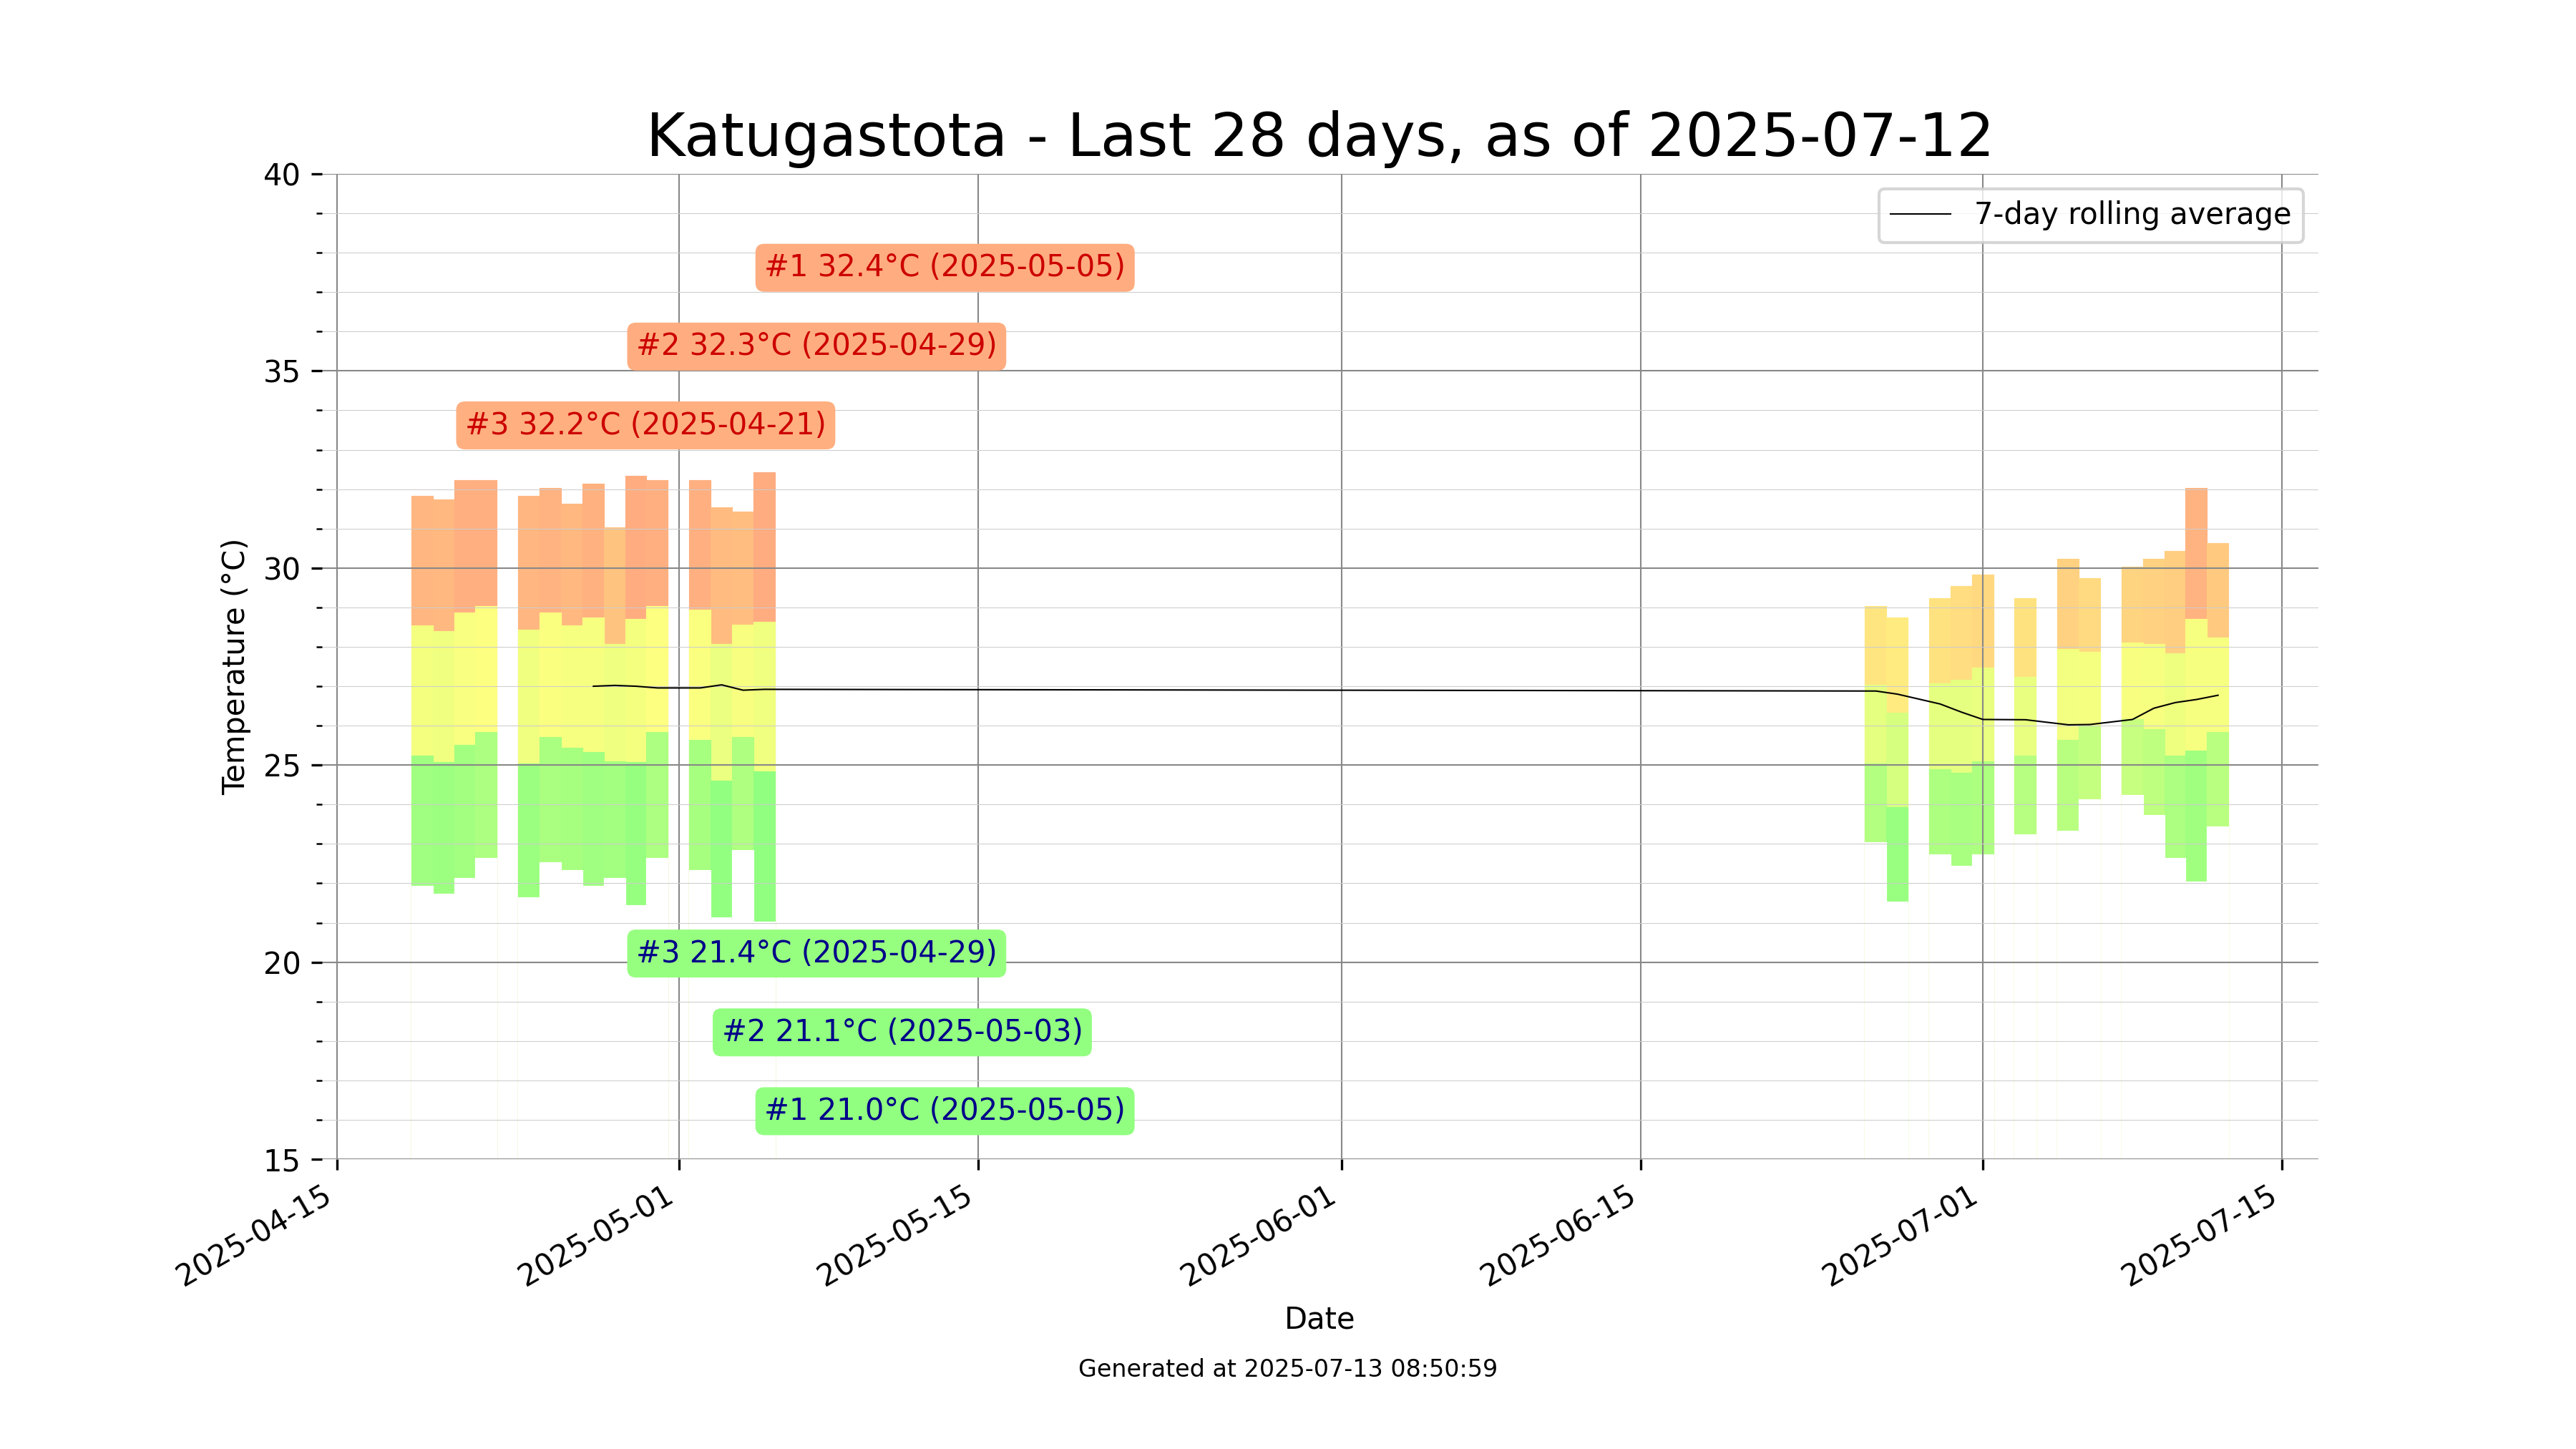 Katugastota - Last 28 days, as of 2025-07-12
7-day rolling average
40
35
30
25
20
15
Temperature (°C)
#1 32.4°C (2025-05-05)
#2 32.3°C (2025-04-29)
#3 32.2°C (2025-04-21)
#3 21.4°C (2025-04-29)
#2 21.1°C (2025-05-03)
#1 21.0°C (2025-05-05)
2025-04-15
2025-05-01
2025-05-15
2025-06-01
2025-06-15
2025-07-01
2025-07-15
Date
Generated at 2025-07-13 08:50:59